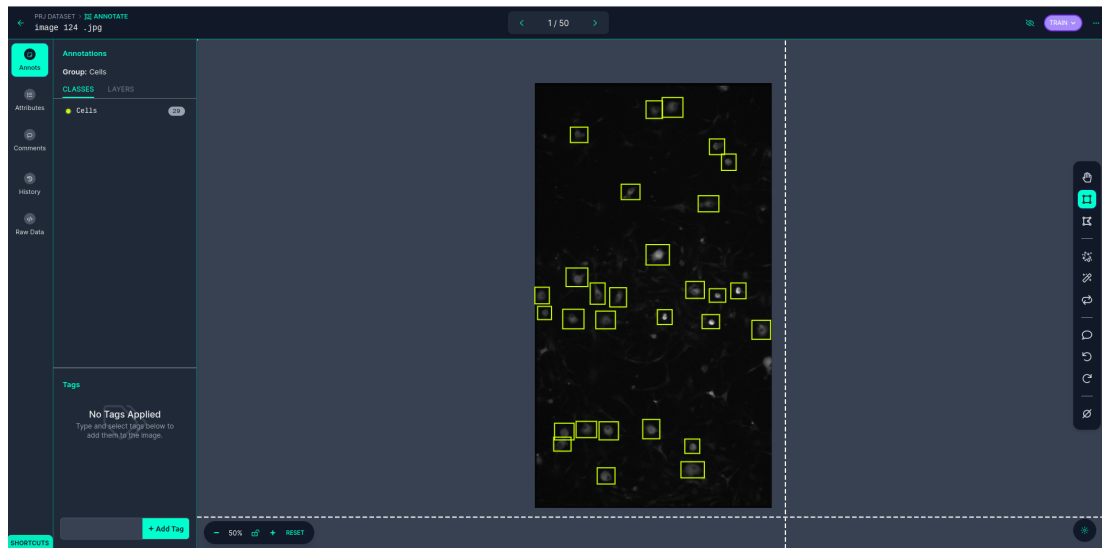 PRJ DATASET > ANNOTATE
image 124 .jpg
1 / 50
TRAIN
Annots
Attributes
Comments
History
Raw Data
Annotations
Group: Cells
CLASSES LAYERS
Cells 28
Tags
No Tags Applied
Type and select tags below to
add them to the image.
+ Add Tag
- 50% + RESET
SHORTCUTS